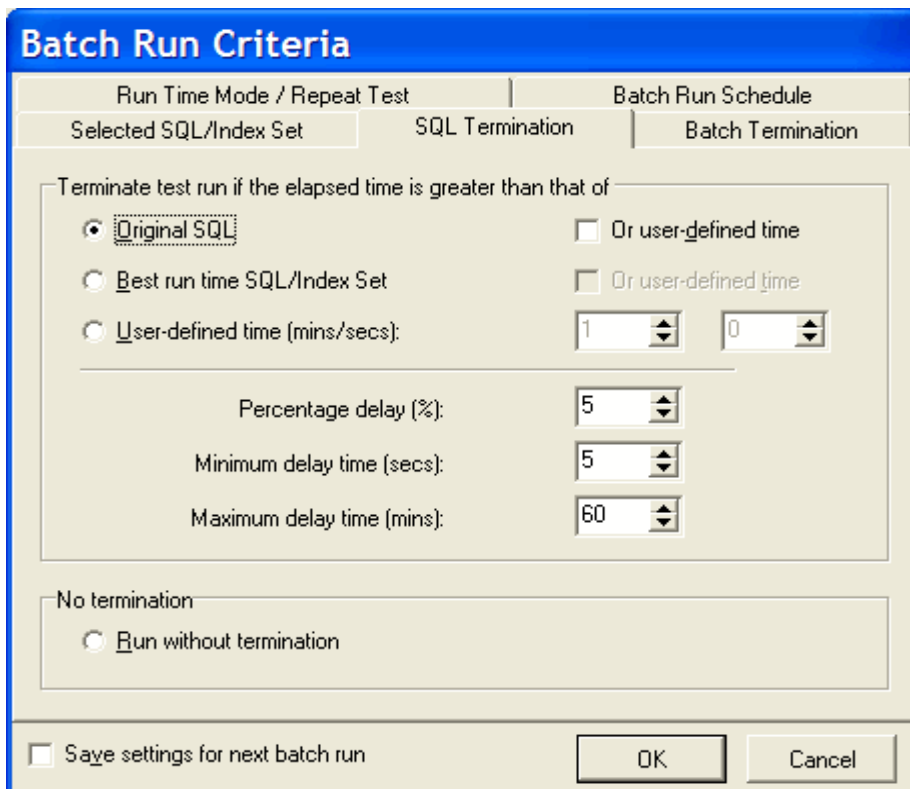 Batch Run Criteria
Run Time Mode / Repeat Test Batch Run Schedule
Selected SQL/Index Set SQL Termination Batch Termination
Terminate test run if the elapsed time is greater than that of
Original SQL Or user-defined time
Best run time SQL/Index Set Or user-defined time
User-defined time (mins/secs): 1 0
Percentage delay (%): 5
Minimum delay time (secs): 5
Maximum delay time (mins): 60
No termination
Run without termination
Save settings for next batch run OK Cancel